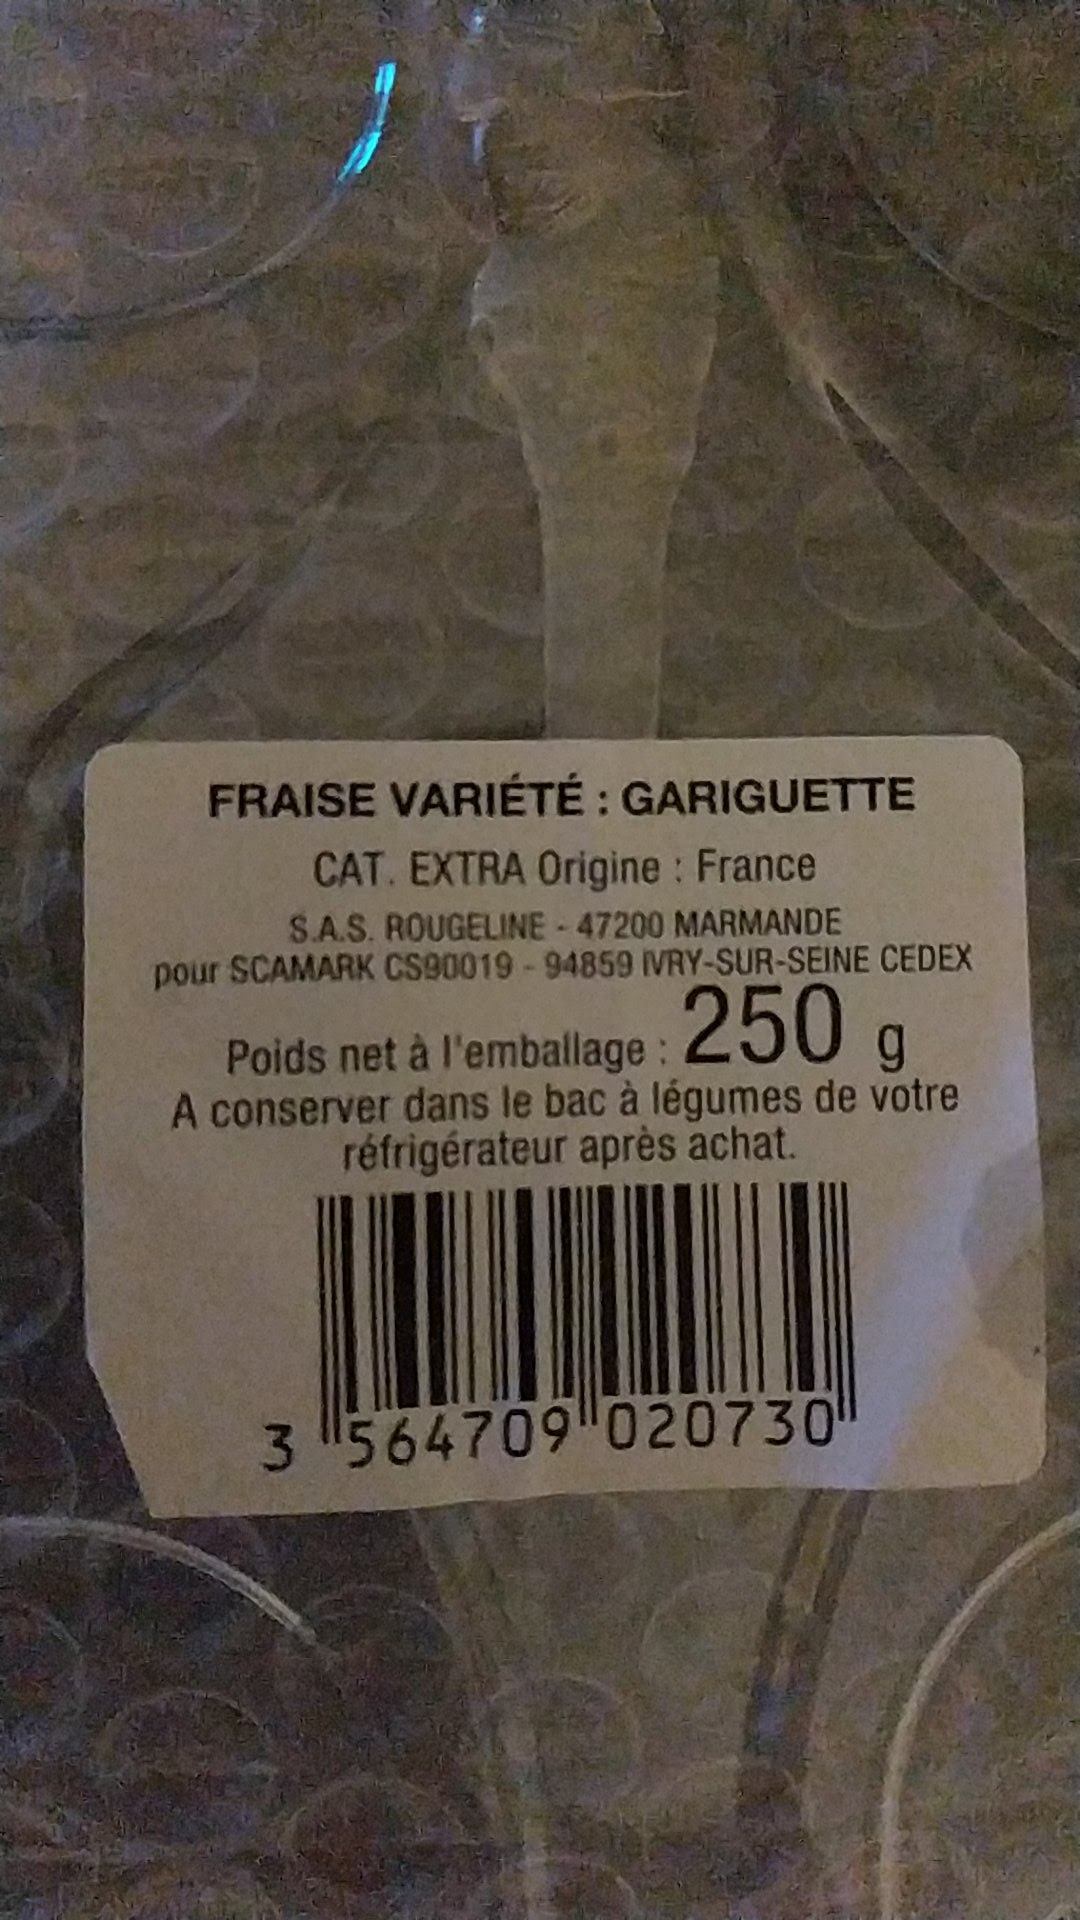 FRAISE VARIÉTÉ : GARIGUETTE
CAT. EXTRA Origine : France
S.A.S. ROUGELINE - 47200 MARMANDE
pour SCAMARK CS90019 - 94859 IVRY-SUR-SEINE CEDEX
Poids net à l'emballage : 250 g
A conserver dans le bac à légumes de votre
réfrigérateur après achat.
3 564709 020730